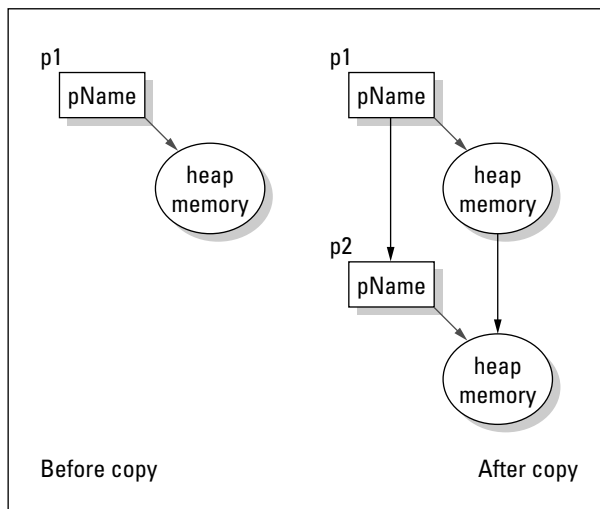 p1
pName
heap
memory
Before copy
p1
pName
heap
memory
p2
pName
heap
memory
After copy